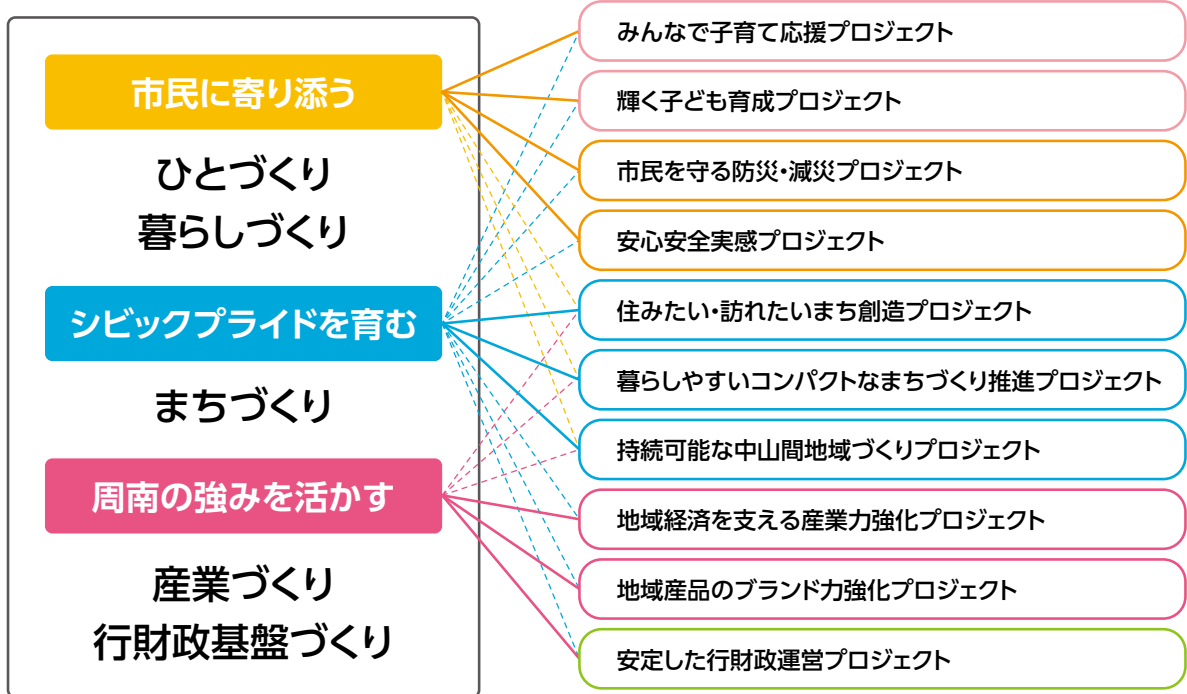 市民に寄り添う
ひとづくり
暮らしづくり
シビックプライドを育む
まちづくり
周南の強みを活かす
産業づくり
行財政基盤づくり
みんなで子育て応援プロジェクト
輝く子ども育成プロジェクト
市民を守る防災・減災プロジェクト
安心安全実感プロジェクト
住みたい・訪れたいまち創造プロジェクト
暮らしやすいコンパクトなまちづくり推進プロジェクト
持続可能な中山間地域づくりプロジェクト
地域経済を支える産業力強化プロジェクト
地域産品のブランド力強化プロジェクト
安定した行財政運営プロジェクト